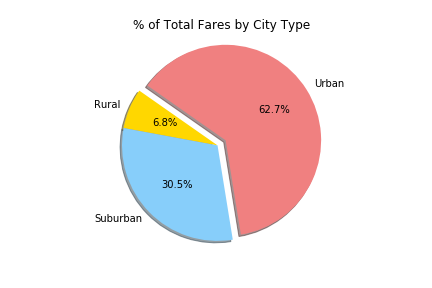 % of Total Fares by City Type
Urban
62.7%
Rural
6.8%
30.5%
Suburban